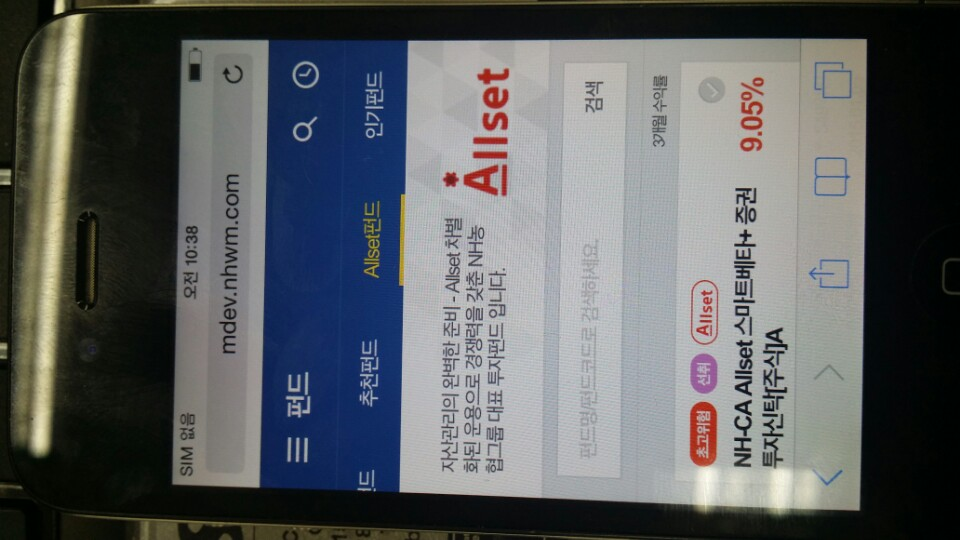 SIM 없음
오전 10:38
mdev.nhwm.com
펀드
드
추천펀드
Allset펀드
인기펀드
자산관리의 완벽한 준비 - Allset 차별
화된 운용으로 경쟁력을 갖춘 NH농
협그룹 대표 투자펀드 입니다.
Allset
펀드명/펀드코드로 검색하세요.
검색
3개월 수익률
초고위험
선취
Allset
NH-CA Allset 스마트베타+ 증권
투자신탁[주식]A
9.05%